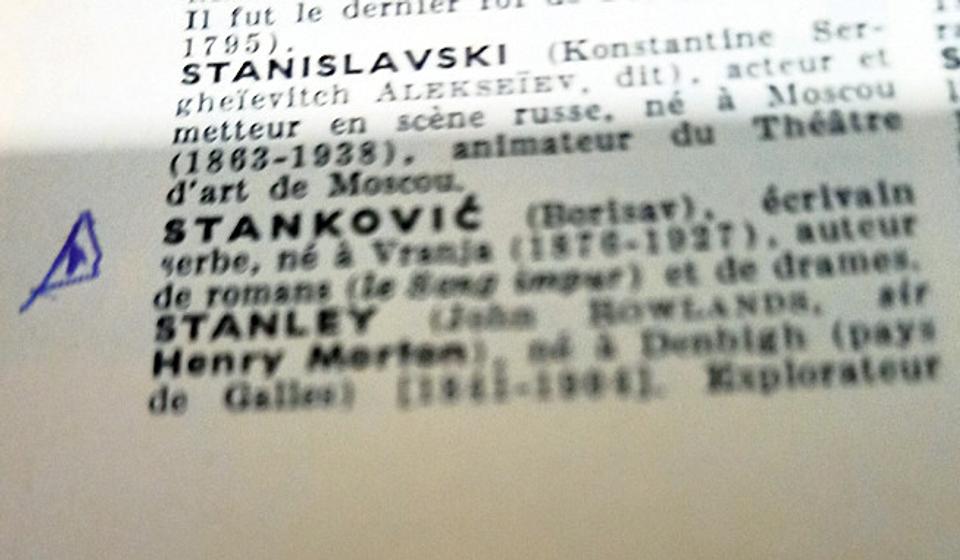 Il fut le dernier roi de
1795).
STANISLAVSKI (Konstantine Ser-
gheïevitch ALEKSEÏEV, dit), acteur et
metteur en scène russe, né à Moscou
(1863-1938), animateur du Théâtre
d'art de Moscou.
STANKOVIĆ (Borisav), écrivain
serbe, né à Vranja (1876-1927), auteur
de romans (le Sang impur) et de drames.
STANLEY (John ROWLANDS, sir
Henry Morton), né à Denbigh (pays
de Galles) [1841-1904]. Explorateur